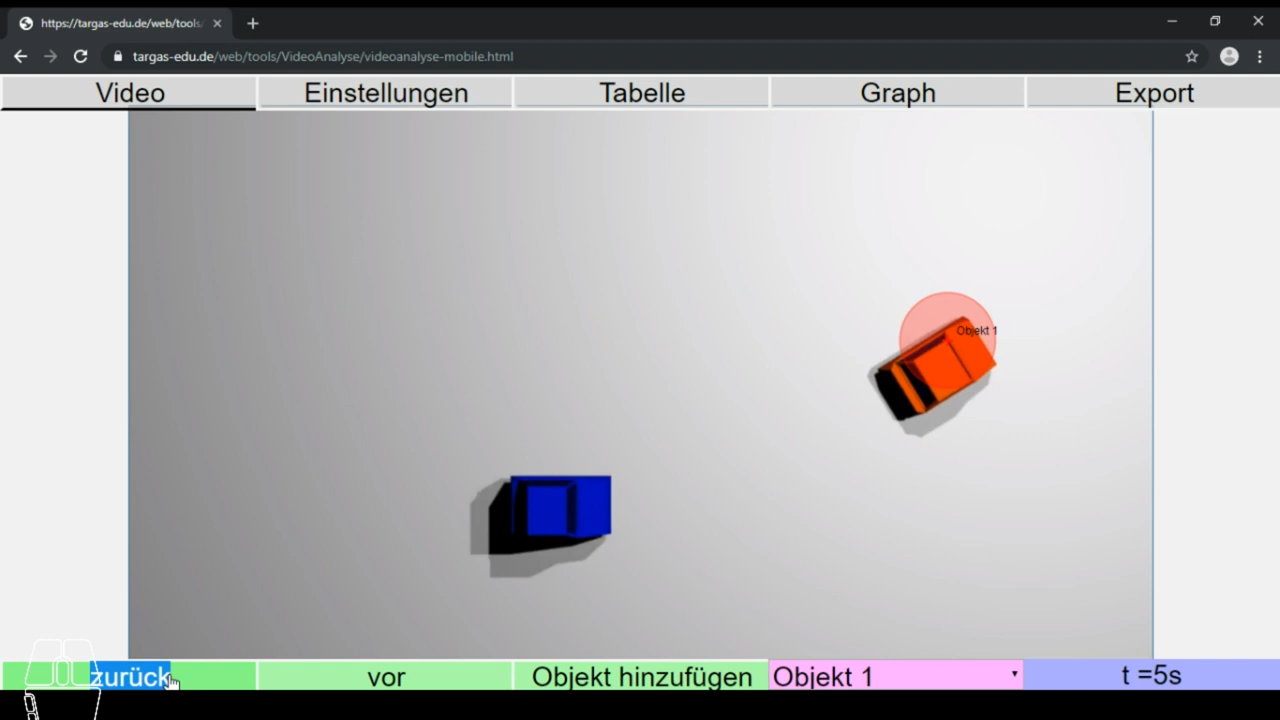 https://targas-edu.de/web/tools
targas-edu.de/web/tools/VideoAnalyse/videoanalyse-mobile.html
Video Einstellungen Tabelle Graph Export
Objekt 1
zurück vor Objekt hinzufügen Objekt 1 t =5s